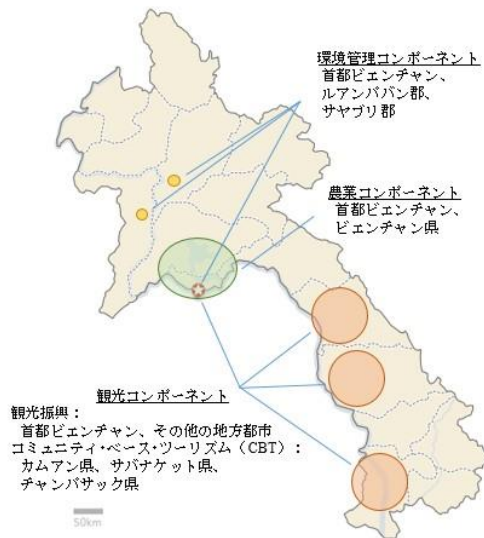 環境管理コンポーネント
首都ビエンチャン、
ルアンパバン郡、
サヤブリ郡
農業コンポーネント
首都ビエンチャン、
ビエンチャン県
観光コンポーネント
観光振興：
首都ビエンチャン、その他の地方都市
コミュニティ・ベース・ツーリズム（CBT）：
カムアン県、サバナケット県、
チャンパサック県
50km